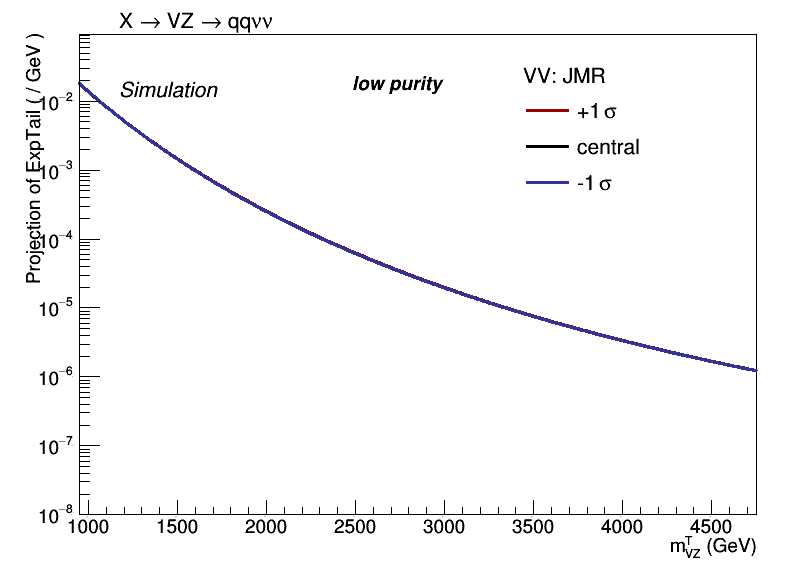 X → VZ → qqνν
Projection of ExpTail ( / GeV )
Simulation
low purity
VV: JMR
+1 σ
central
-1 σ
10⁻²
10⁻³
10⁻⁴
10⁻⁵
10⁻⁶
10⁻⁷
10⁻⁸
1000 1500 2000 2500 3000 3500 4000 4500
m^T_VZ (GeV)